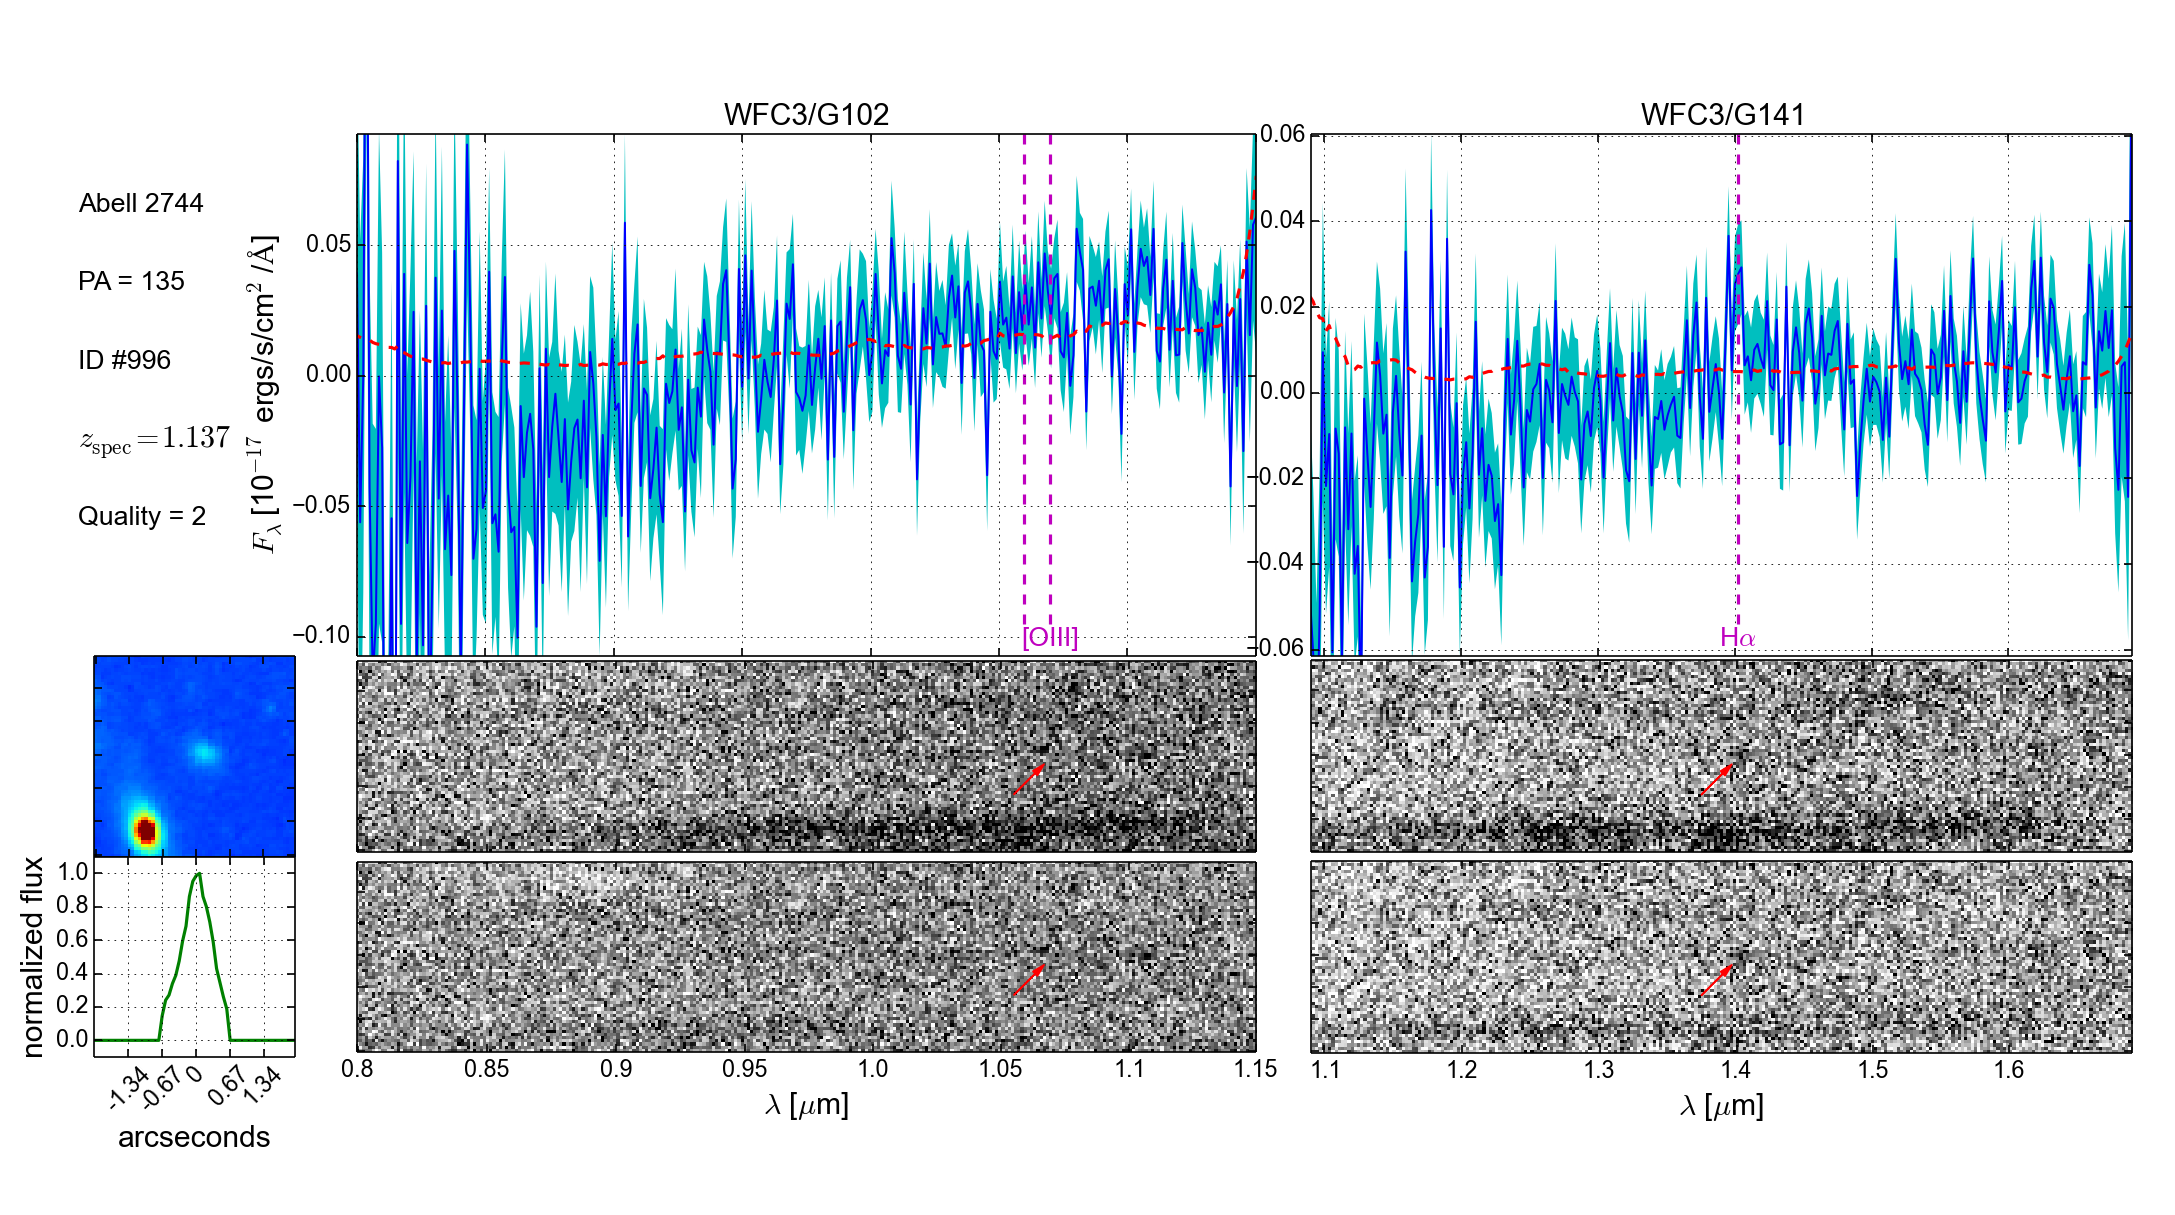 WFC3/G102
WFC3/G141
Abell 2744
PA = 135
ID #996
z_spec = 1.137
Quality = 2
F_λ [10^−17 ergs/s/cm^2 /Å]
0.05
0.00
−0.05
−0.10
[OIII]
0.06
0.04
0.02
0.00
−0.02
−0.04
0.06
Hα
normalized flux
1.0
0.8
0.6
0.4
0.2
0.0
-1.34 -0.67 0 0.67 1.34
arcseconds
0.8 0.85 0.9 0.95 1.0 1.05 1.1 1.15
λ [μm]
1.1 1.2 1.3 1.4 1.5 1.6
λ [μm]